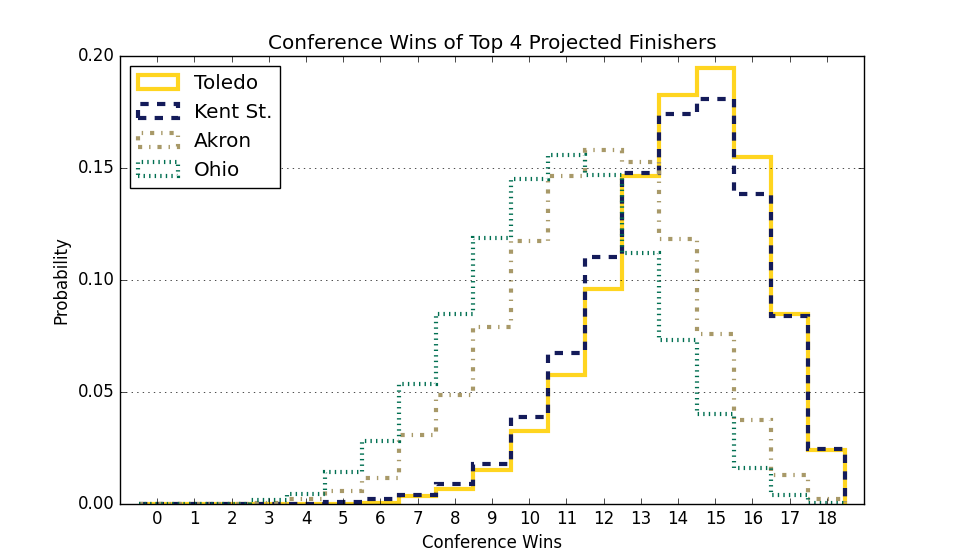 Conference Wins of Top 4 Projected Finishers
0.20
0.15
0.10
0.05
0.00
Probability
Toledo
Kent St.
Akron
Ohio
0 1 2 3 4 5 6 7 8 9 10 11 12 13 14 15 16 17 18
Conference Wins